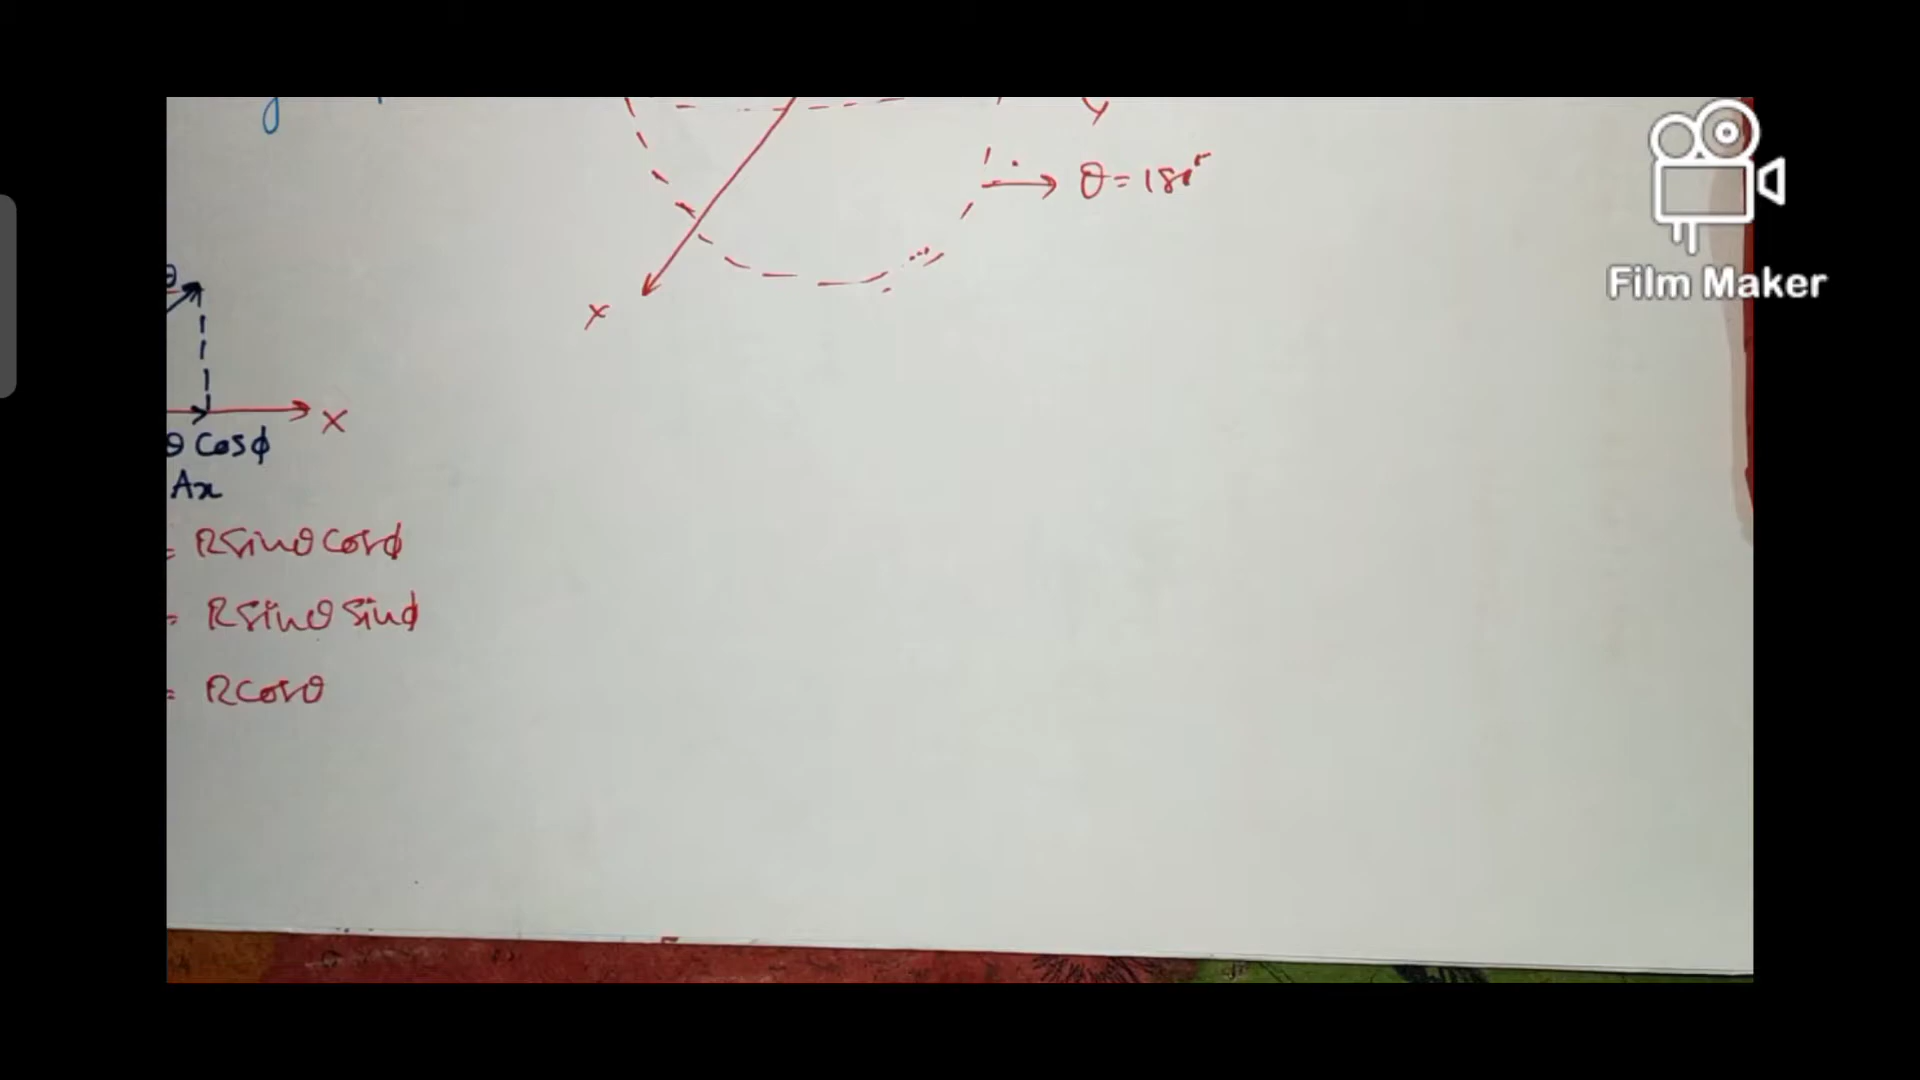 y
θ = 180°
Film Maker
x
θ
x
θ Cosϕ
Ax
= R sinθ cosϕ
= R sinθ sinϕ
= R cosθ